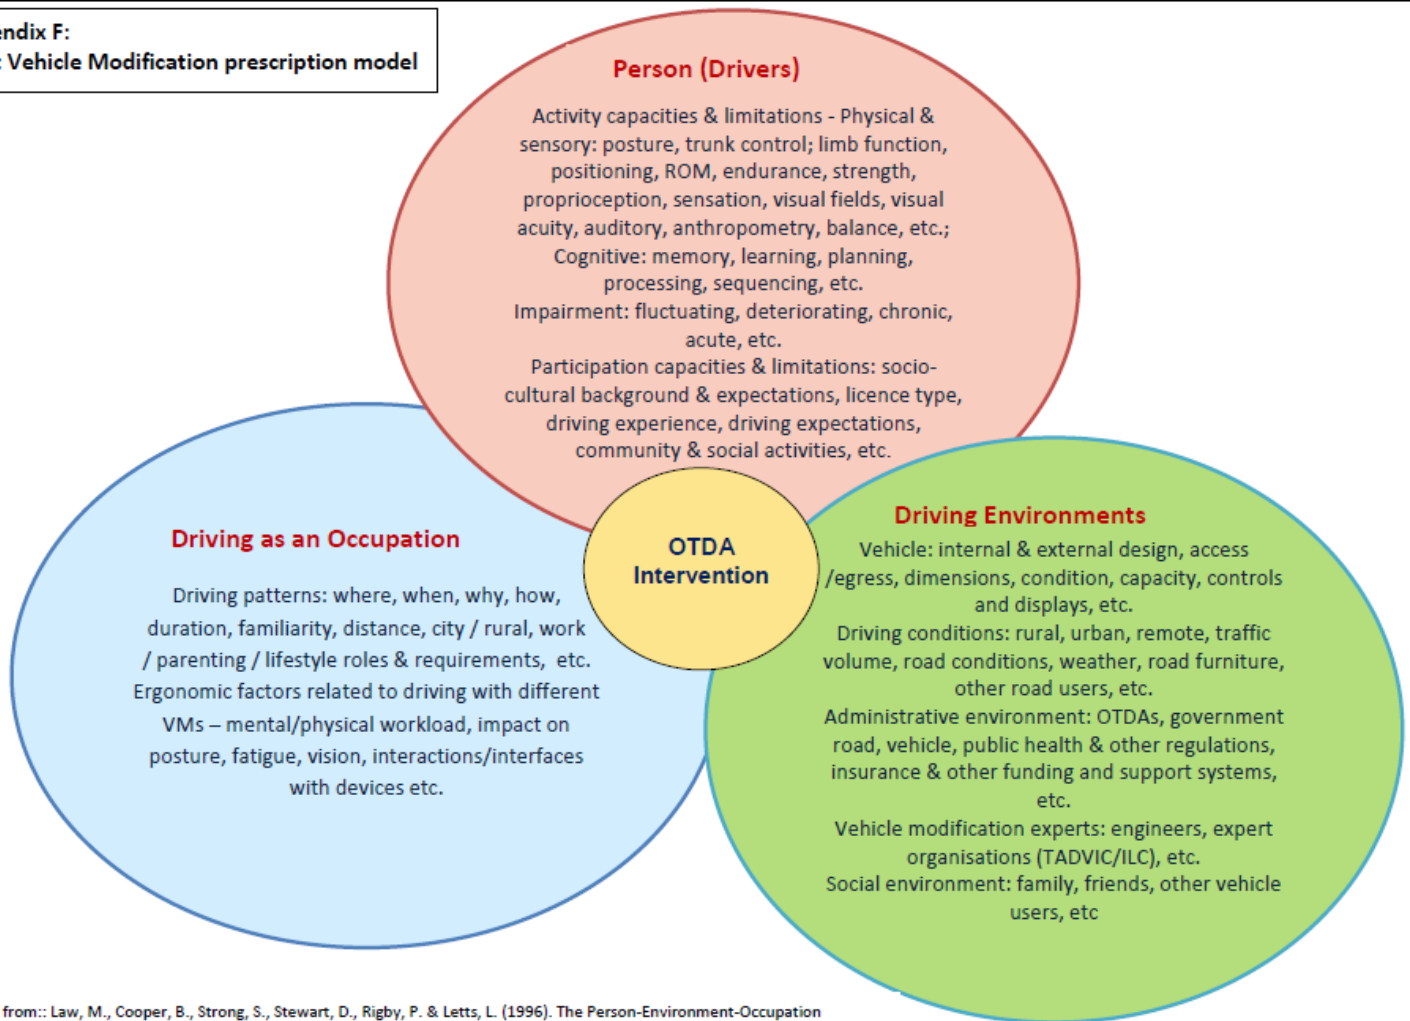 endix F:
: Vehicle Modification prescription model
Person (Drivers)
Activity capacities & limitations - Physical &
sensory: posture, trunk control; limb function,
positioning, ROM, endurance, strength,
proprioception, sensation, visual fields, visual
acuity, auditory, anthropometry, balance, etc.;
Cognitive: memory, learning, planning,
processing, sequencing, etc.
Impairment: fluctuating, deteriorating, chronic,
acute, etc.
Participation capacities & limitations: socio-
cultural background & expectations, licence type,
driving experience, driving expectations,
community & social activities, etc.
OTDA
Intervention
Driving as an Occupation
Driving patterns: where, when, why, how,
duration, familiarity, distance, city / rural, work
/ parenting / lifestyle roles & requirements, etc.
Ergonomic factors related to driving with different
VMs – mental/physical workload, impact on
posture, fatigue, vision, interactions/interfaces
with devices etc.
Driving Environments
Vehicle: internal & external design, access
/egress, dimensions, condition, capacity, controls
and displays, etc.
Driving conditions: rural, urban, remote, traffic
volume, road conditions, weather, road furniture,
other road users, etc.
Administrative environment: OTDAs, government
road, vehicle, public health & other regulations,
insurance & other funding and support systems,
etc.
Vehicle modification experts: engineers, expert
organisations (TADVIC/ILC), etc.
Social environment: family, friends, other vehicle
users, etc
from:: Law, M., Cooper, B., Strong, S., Stewart, D., Rigby, P. & Letts, L. (1996). The Person-Environment-Occupation